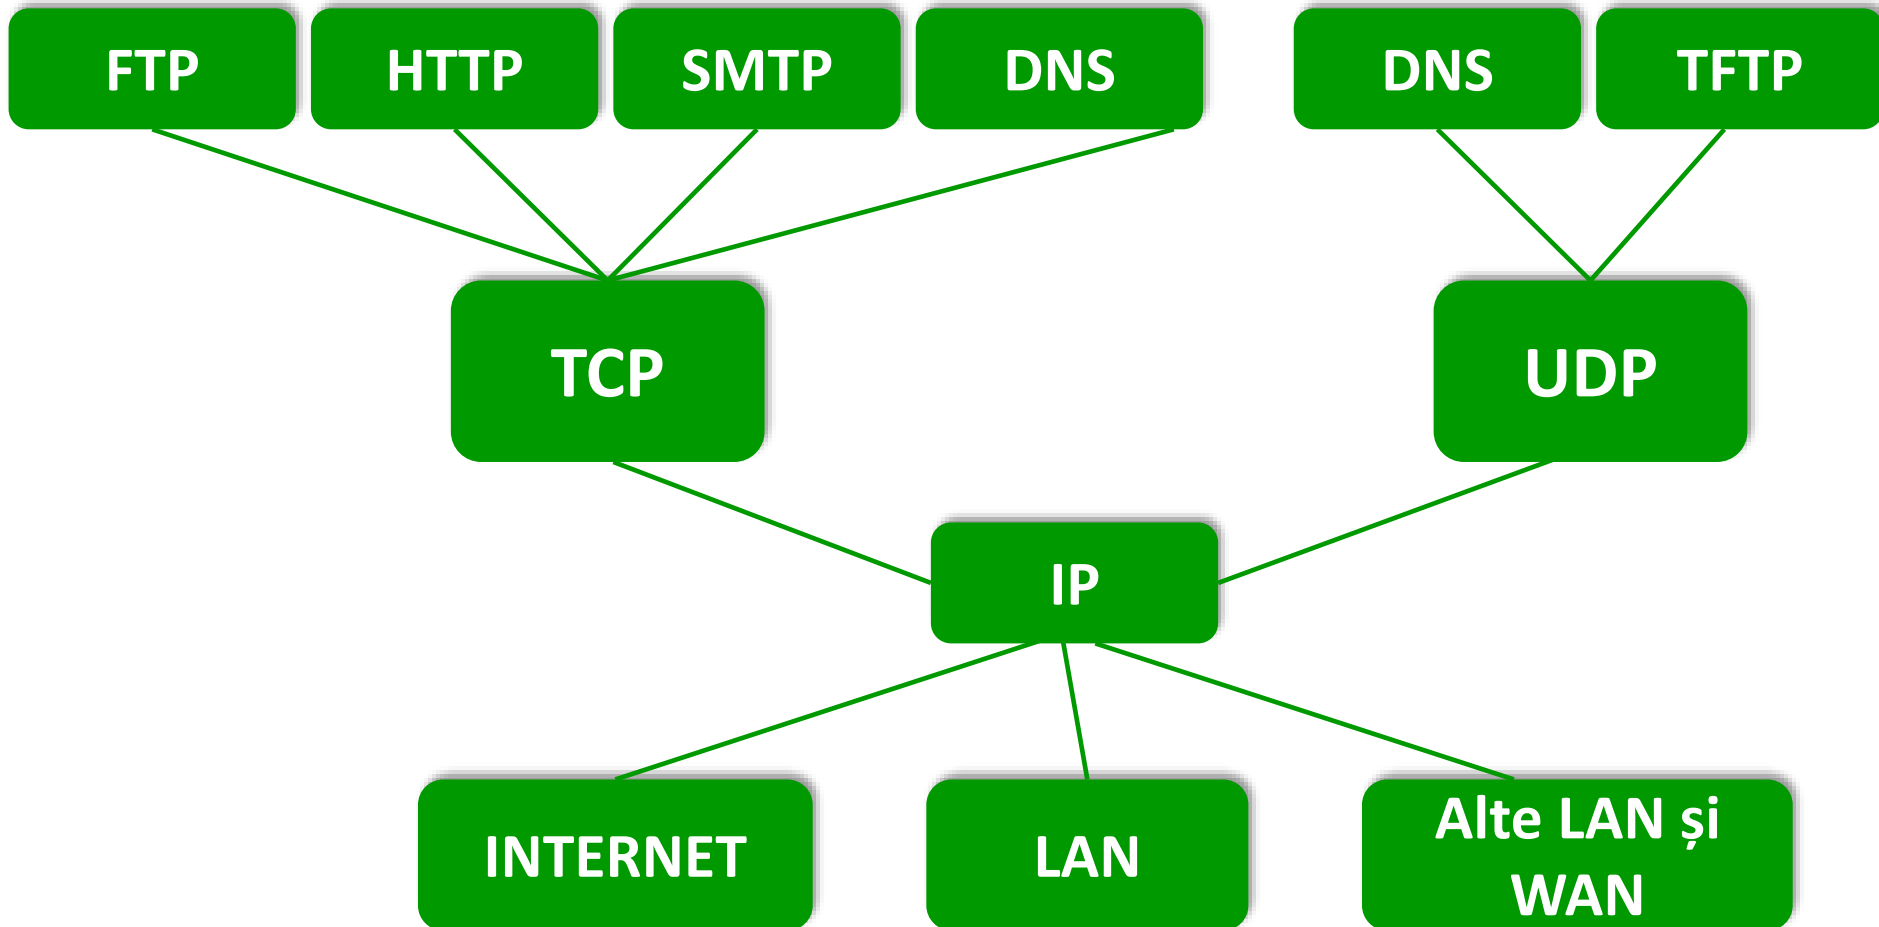 FTP
HTTP
SMTP
DNS
DNS
TFTP
TCP
UDP
IP
INTERNET
LAN
Alte LAN și
WAN